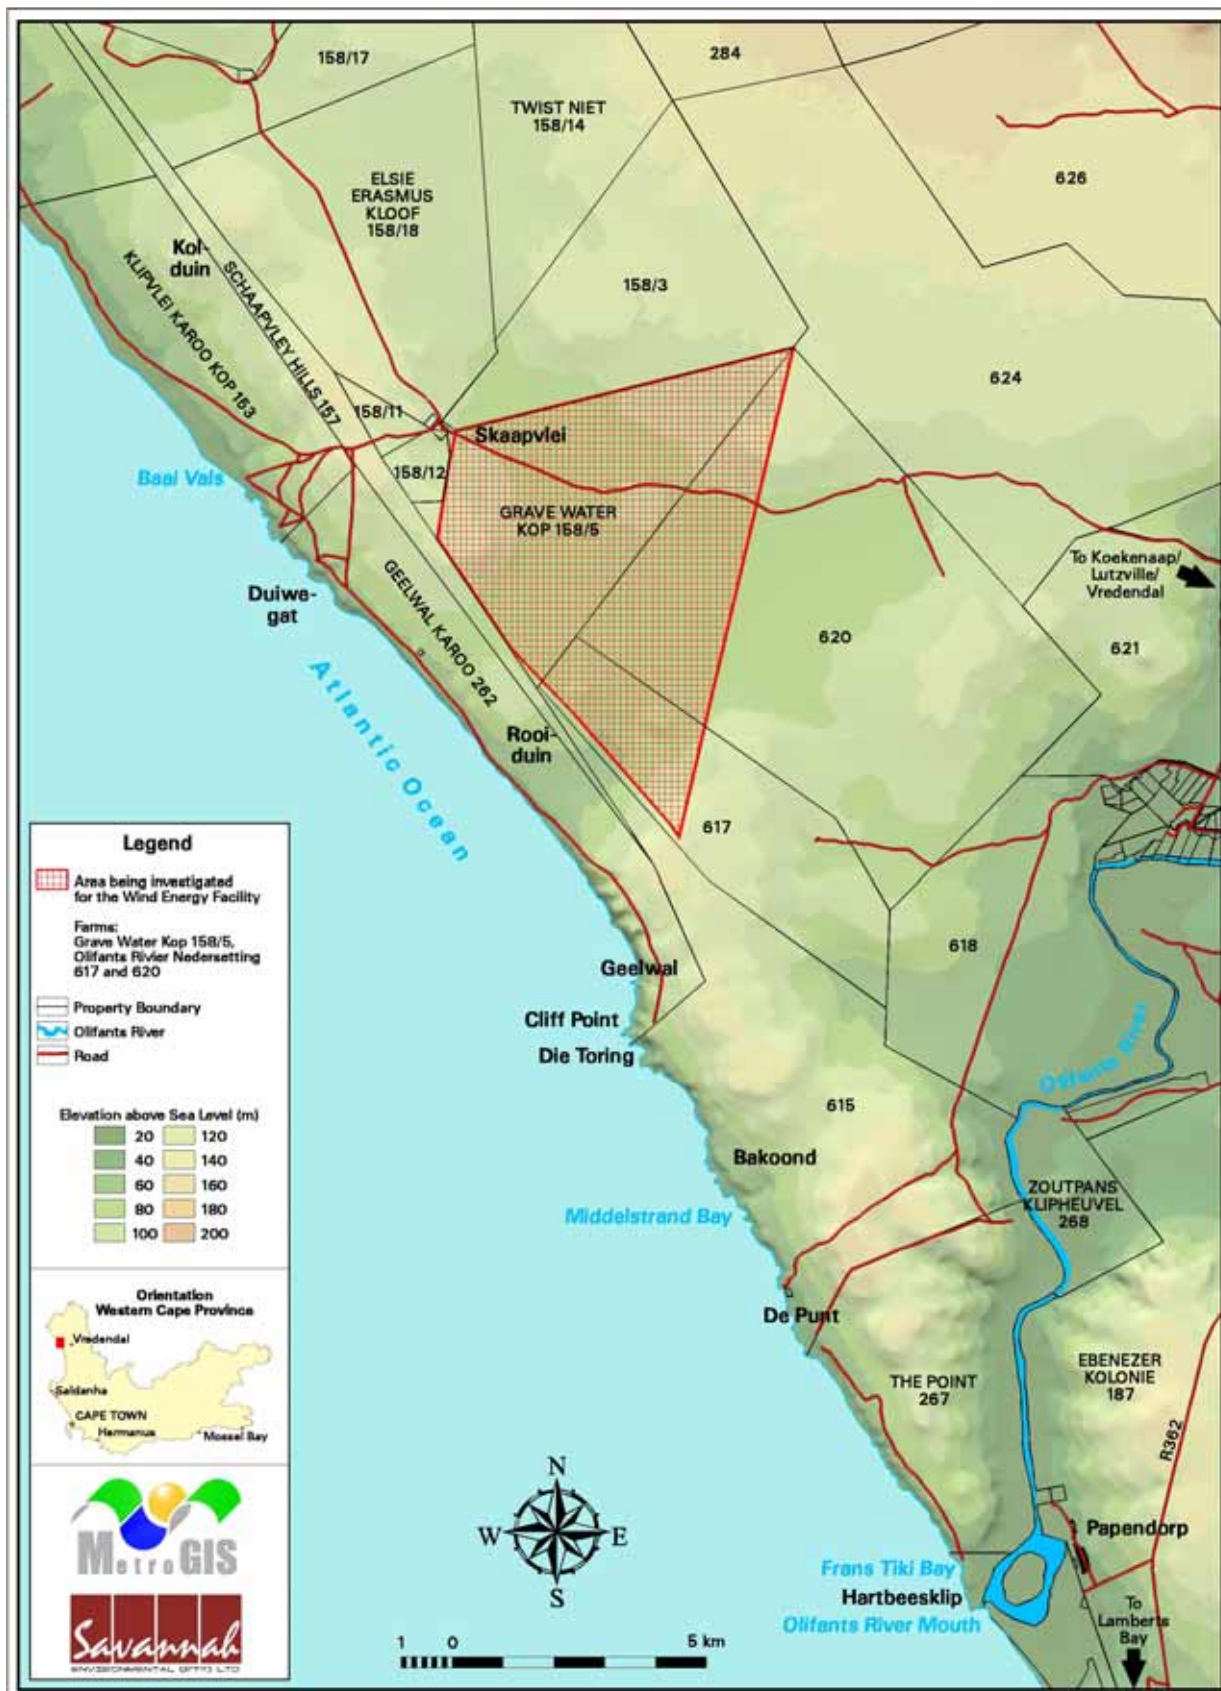 158/17
284
TWIST NIET
158/14
626
ELSIE
ERASMUS
KLOOF
158/18
Kol-
duin
KLIPVLEI KAROO KOP 153
SCHAAPVLEY HILLS 157
158/3
624
158/11
Skaapvlei
158/12
Baai Vals
GRAVE WATER
KOP 158/5
To Koekenaap/
Lutzville/
Vredendal
Duiwe-
gat
GEELWAL KAROO 262
620
621
Atlantic Ocean
Rooi-
duin
617
618
Geelwal
Cliff Point
Die Toring
Olifants River
615
Bakoond
ZOUTPANS
KLIPHEUVEL
268
Middelstrand Bay
De Punt
THE POINT
267
EBENEZER
KOLONIE
187
R362
Papendorp
Frans Tiki Bay
Hartbeesklip
Olifants River Mouth
To
Lamberts
Bay
Legend
Area being investigated
for the Wind Energy Facility
Farms:
Grave Water Kop 158/5,
Olifants Rivier Nedersetting
617 and 620
Property Boundary
Olifants River
Road
Elevation above Sea Level (m)
20 120
40 140
60 160
80 180
100 200
Orientation
Western Cape Province
Vredendal
Saldanha
CAPE TOWN
Hermanus
Mossel Bay
MetroGIS
Savannah
ENVIRONMENTAL (PTY) LTD
N
W E
S
1 0 5 km